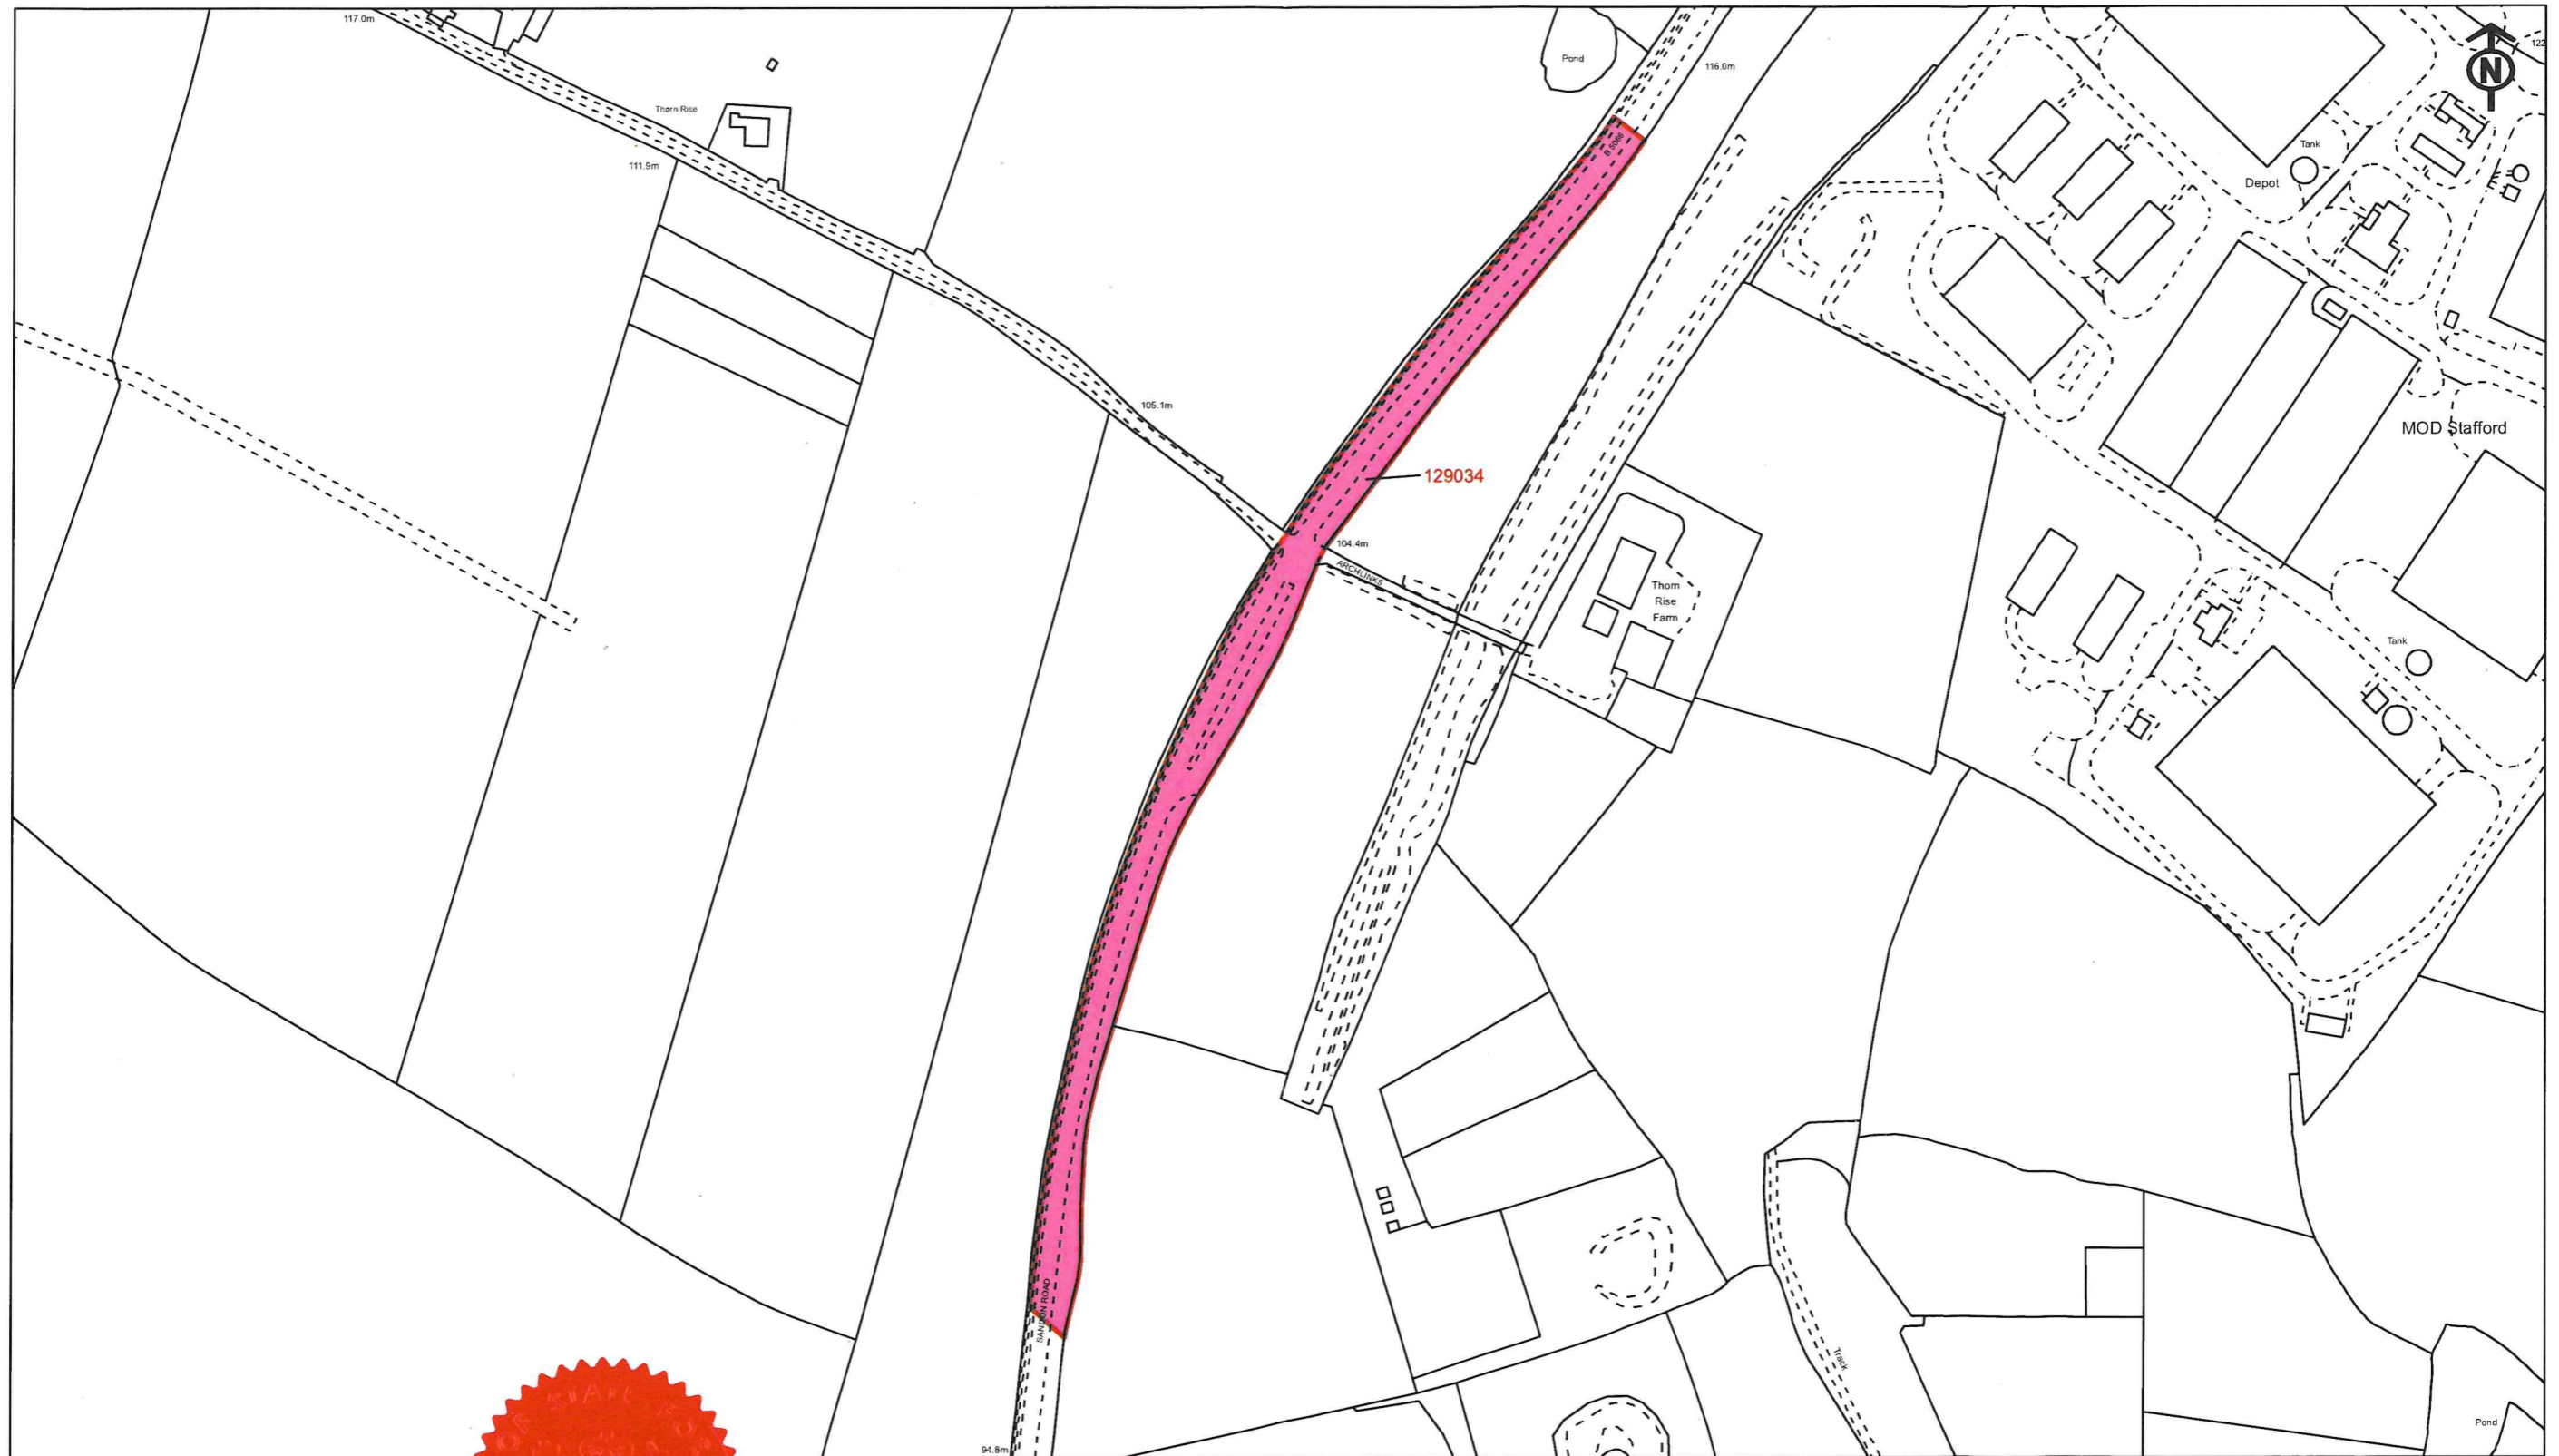 117.0m
Pond
116.0m
122
N
Thorn Rise
111.9m
B 5066
Tank
Depot
105.1m
MOD Stafford
129034
104.4m
ARCHLINKS
Thorn
Rise
Farm
Tank
SANDON ROAD
Track
Pond
94.8m